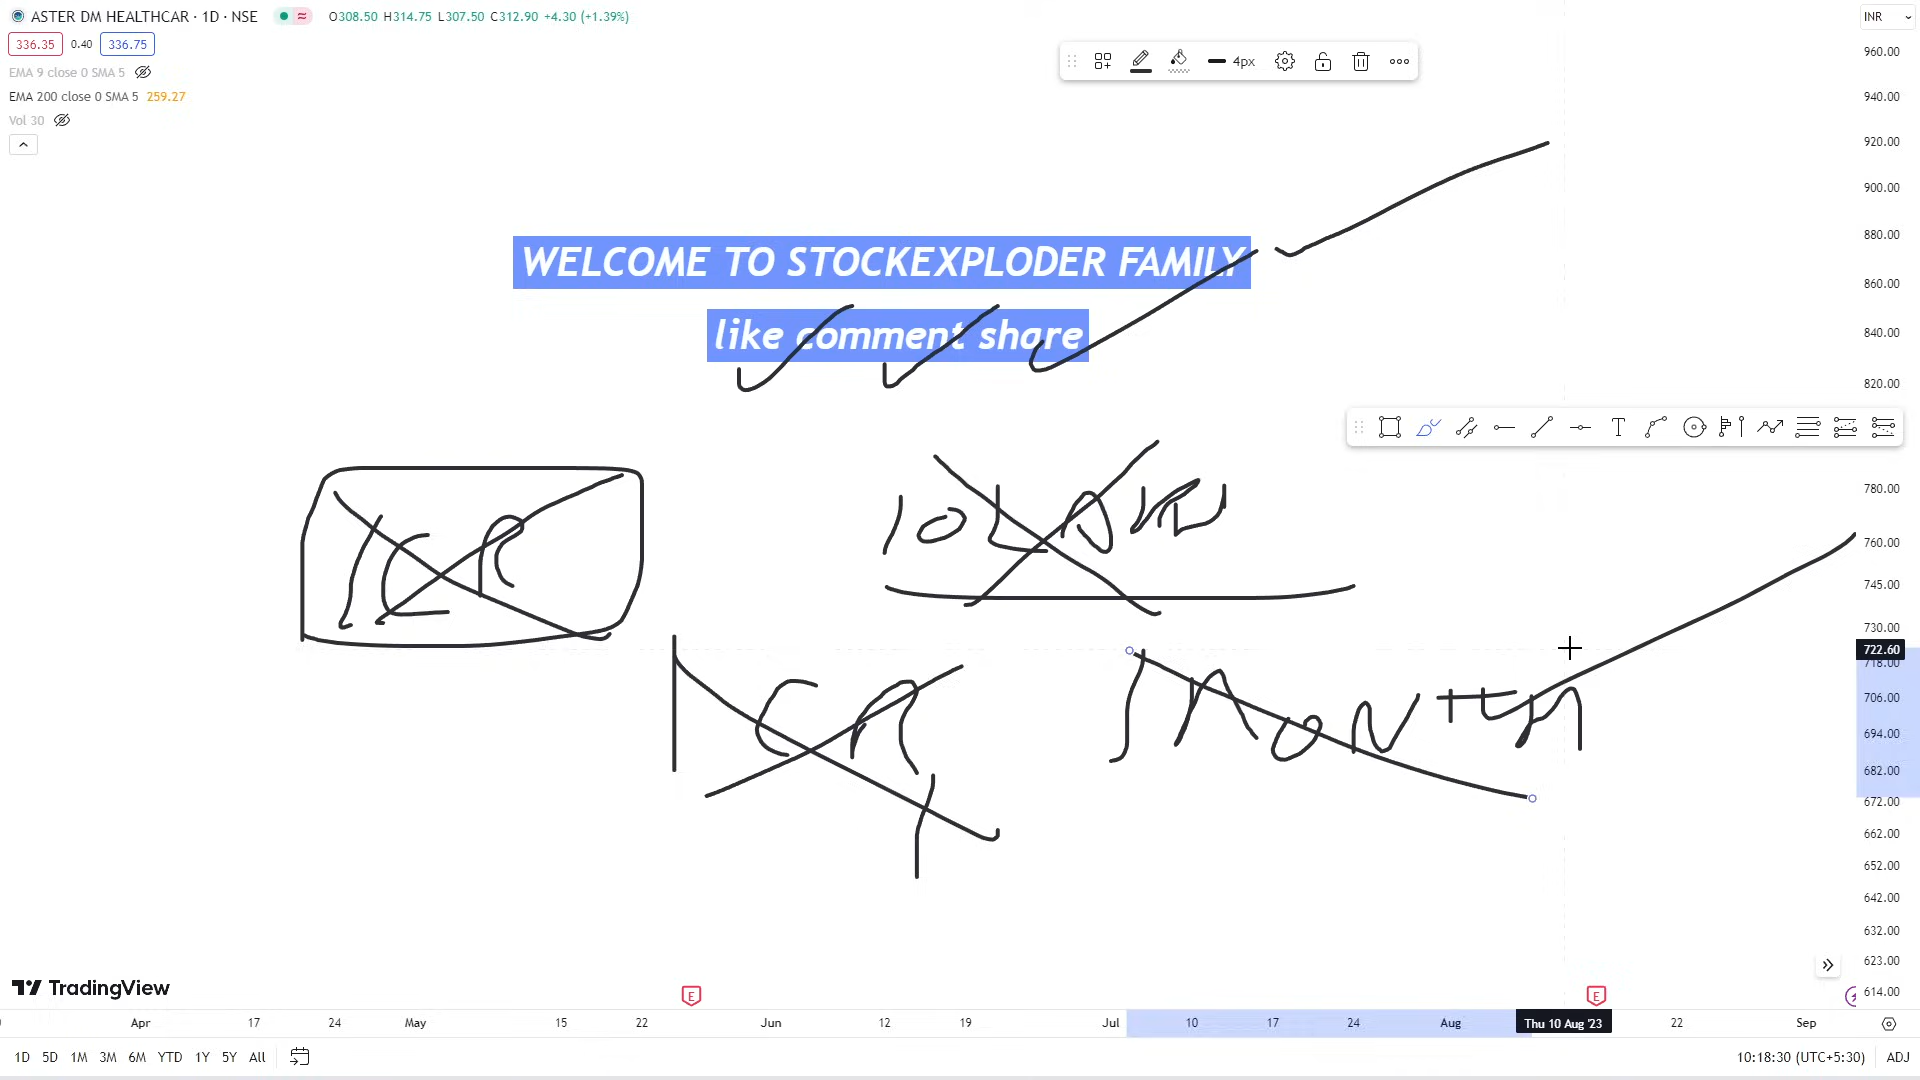 ASTER DM HEALTHCAR · 1D · NSE O308.50 H314.75 L307.50 C312.90 +4.30 (+1.39%)
INR
336.35 0.40 336.75
4px
EMA 9 close 0 SMA 5
EMA 200 close 0 SMA 5 259.27
Vol 30
960.00
940.00
920.00
900.00
880.00
860.00
840.00
820.00
780.00
760.00
745.00
730.00
722.60
718.00
706.00
694.00
682.00
672.00
662.00
652.00
642.00
632.00
623.00
614.00
WELCOME TO STOCKEXPLODER FAMILY
like comment share
1CR
1 CR
1 MONTH
TradingView
E E
Apr 17 24 May 15 22 Jun 12 19 Jul 10 17 24 Aug Thu 10 Aug '23 22 Sep
1D 5D 1M 3M 6M YTD 1Y 5Y All 10:18:30 (UTC+5:30) ADJ